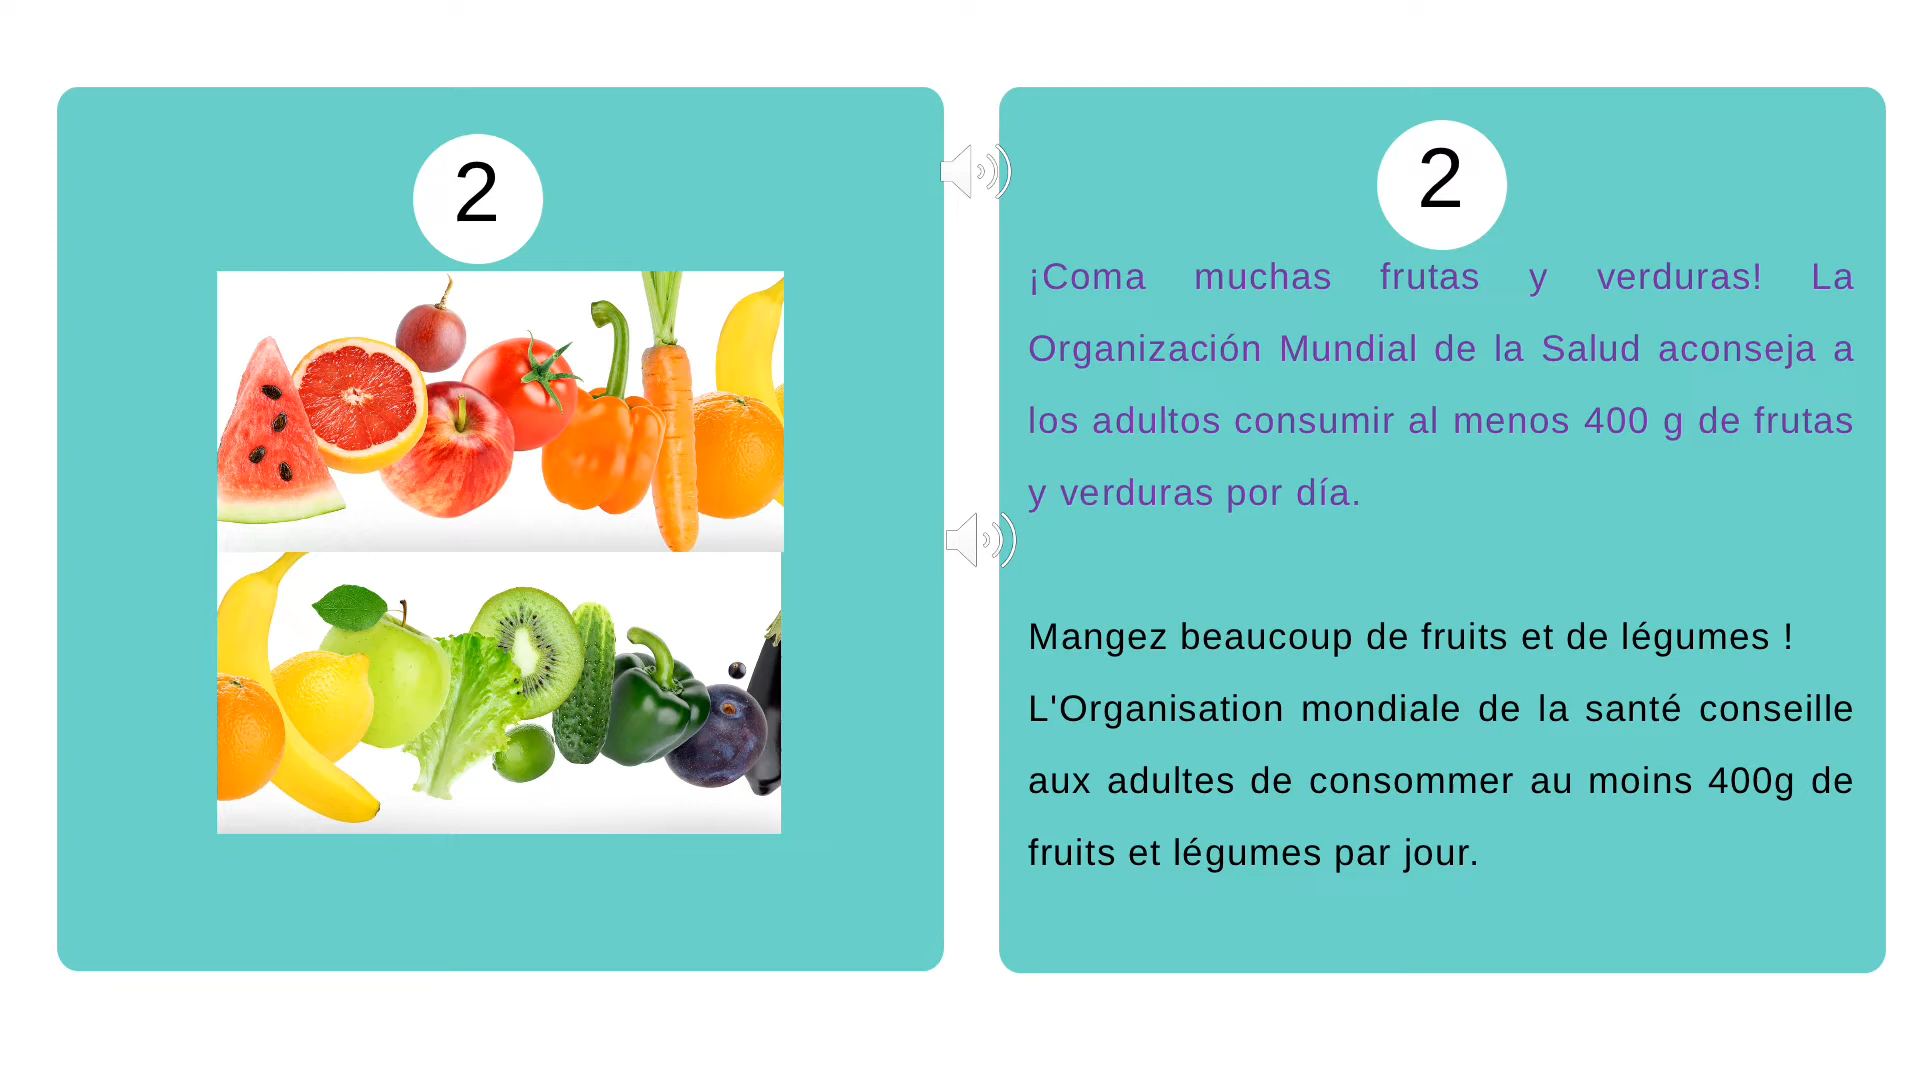 2
2
¡Coma muchas frutas y verduras! La
Organización Mundial de la Salud aconseja a
los adultos consumir al menos 400 g de frutas
y verduras por día.
Mangez beaucoup de fruits et de légumes !
L'Organisation mondiale de la santé conseille
aux adultes de consommer au moins 400g de
fruits et légumes par jour.